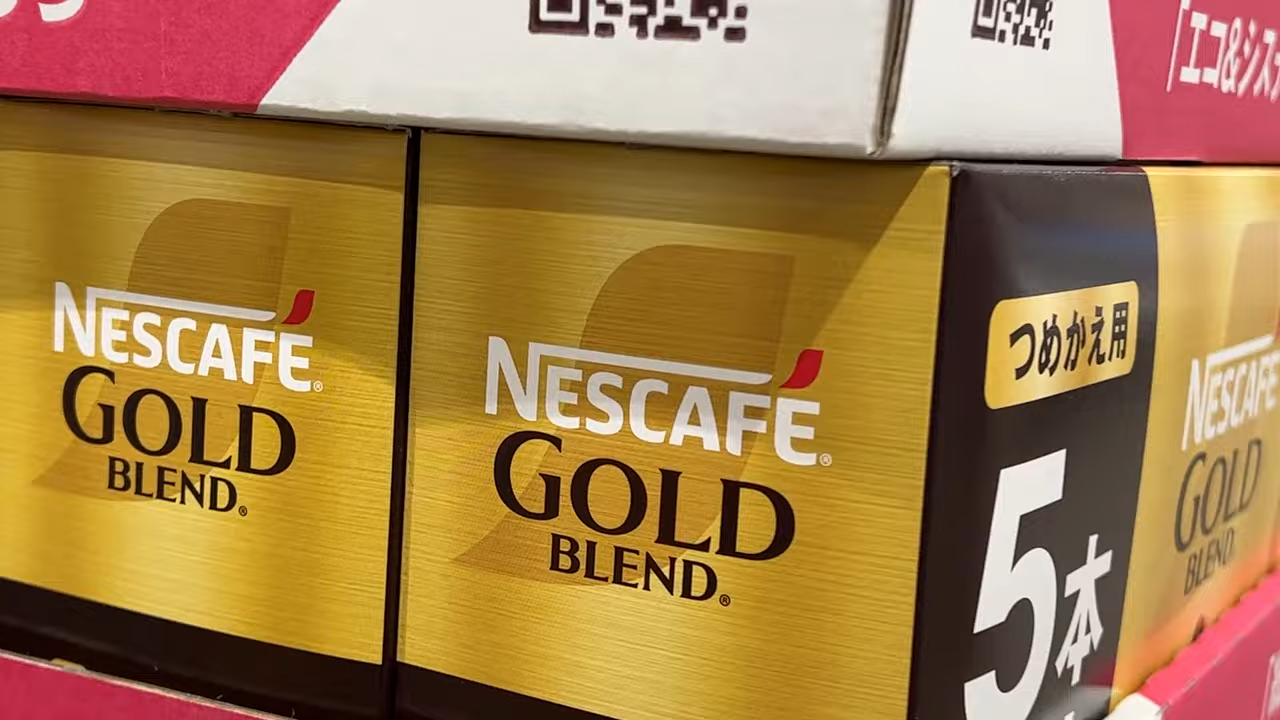 「エコ&シス
NESCAFÉ®
GOLD
BLEND®
NESCAFÉ®
GOLD
BLEND®
つめかえ用
5本
NESCAFÉ
GOLD
BLEND